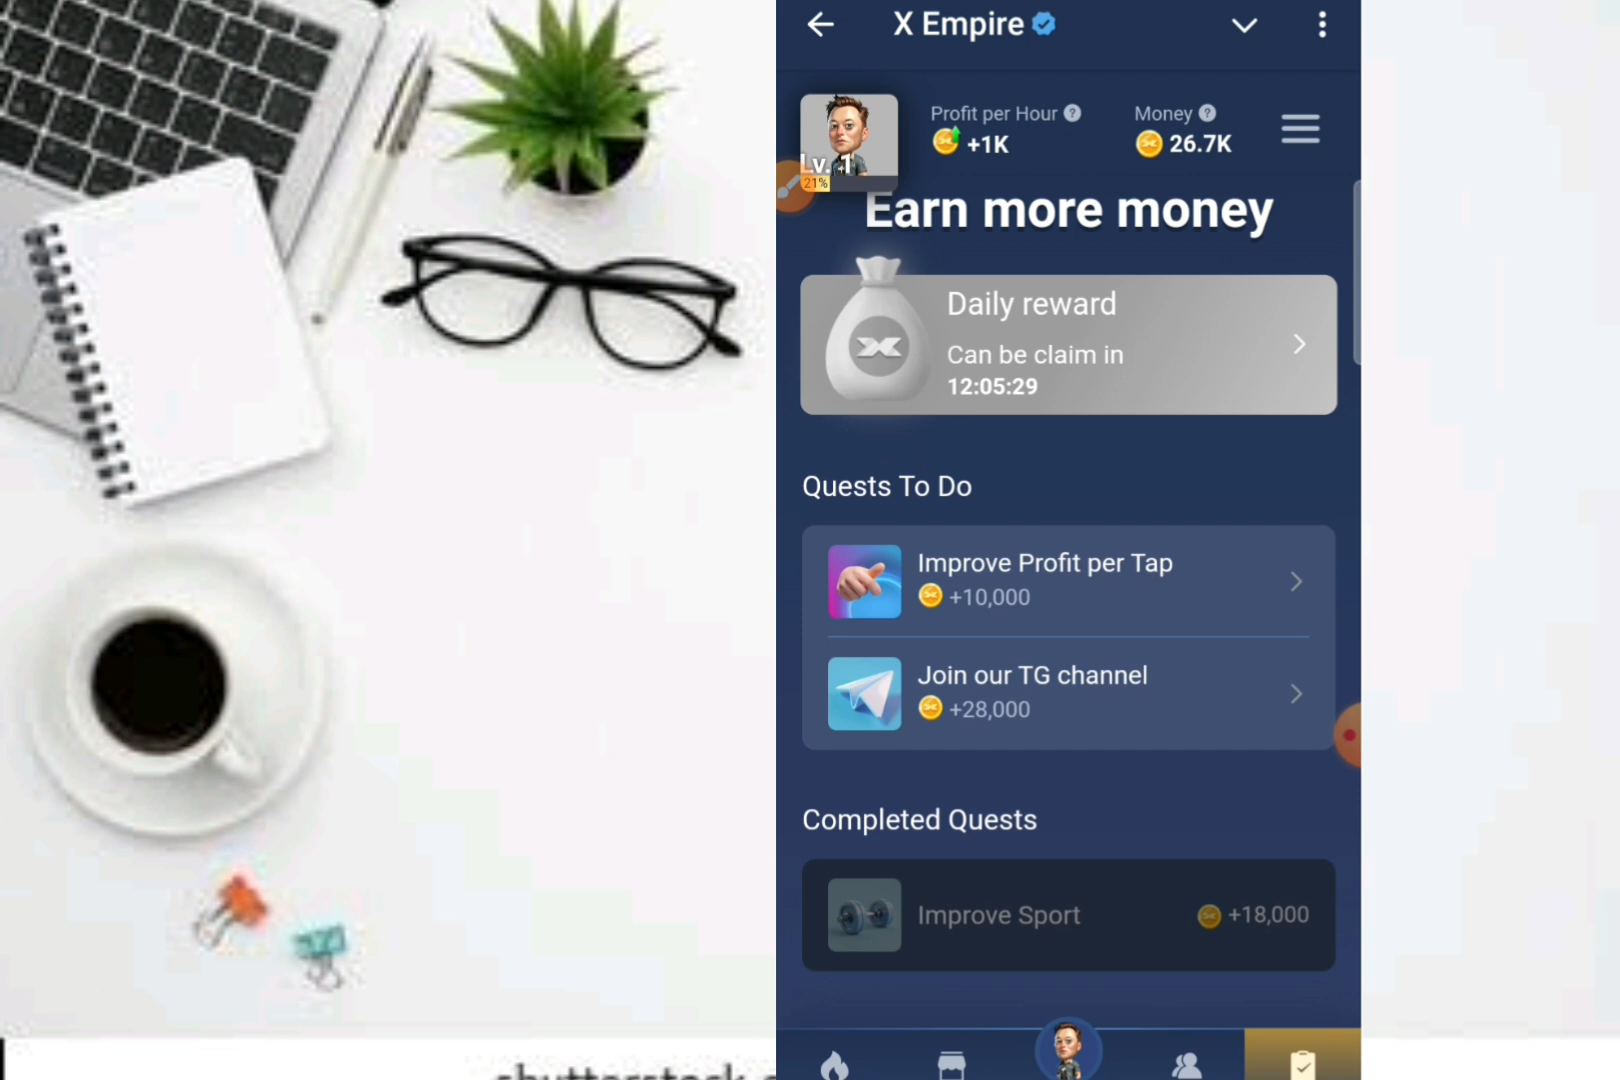 X Empire
Profit per Hour
+1K
Money
26.7K
Lv. 1
21%
Earn more money
Daily reward
Can be claim in
12:05:29
Quests To Do
Improve Profit per Tap
+10,000
Join our TG channel
+28,000
Completed Quests
Improve Sport
+18,000